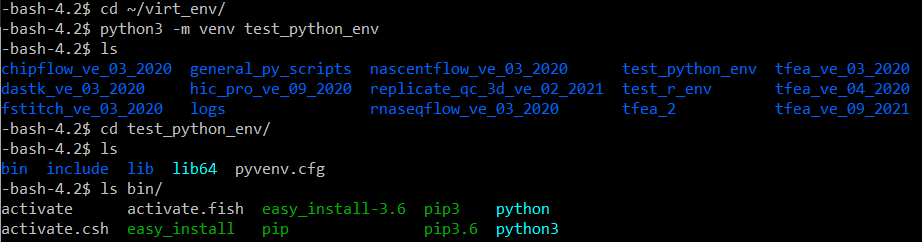 -bash-4.2$ cd ~/virt_env/
-bash-4.2$ python3 -m venv test_python_env
-bash-4.2$ ls
chipflow_ve_03_2020 general_py_scripts nascentflow_ve_03_2020 test_python_env tfea_ve_03_2020
dastk_ve_03_2020 hic_pro_ve_09_2020 replicate_qc_3d_ve_02_2021 test_r_env tfea_ve_04_2020
fstitch_ve_03_2020 logs rnaseqflow_ve_03_2020 tfea_2 tfea_ve_09_2021
-bash-4.2$ cd test_python_env/
-bash-4.2$ ls
bin include lib lib64 pyvenv.cfg
-bash-4.2$ ls bin/
activate activate.fish easy_install-3.6 pip3 python
activate.csh easy_install pip pip3.6 python3